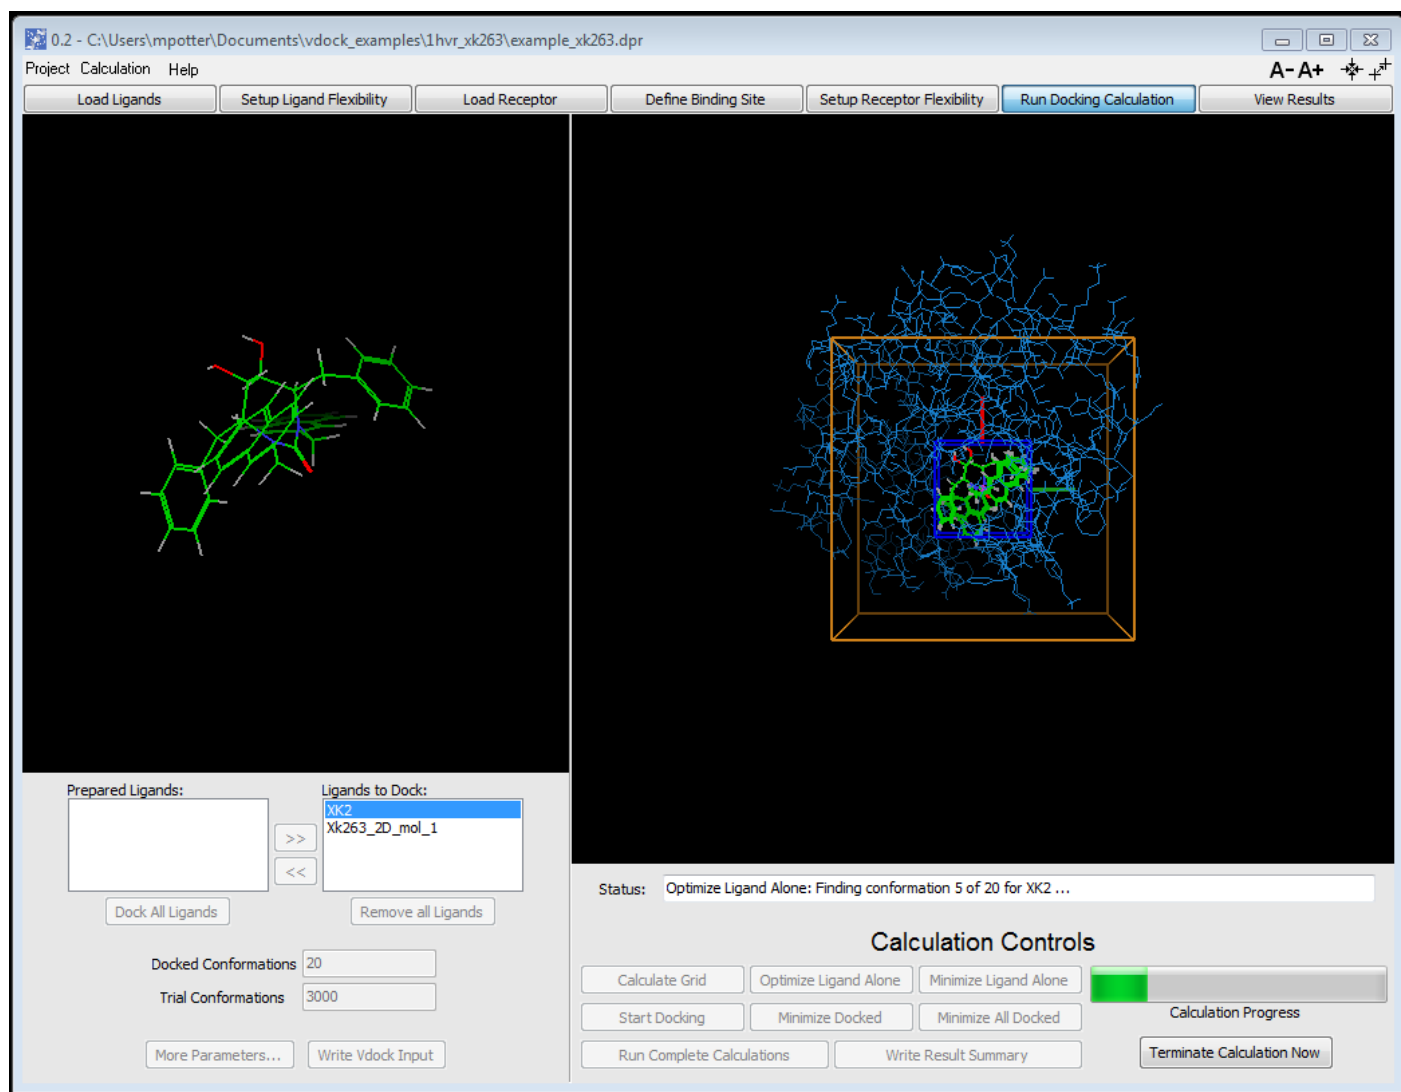 0.2 - C:\Users\mpotter\Documents\vdock_examples\1hvr_xk263\example_xk263.dpr
Project Calculation Help
A- A+
Load Ligands Setup Ligand Flexibility Load Receptor Define Binding Site Setup Receptor Flexibility Run Docking Calculation View Results
Prepared Ligands: Ligands to Dock:
XK2
Xk263_2D_mol_1
>>
<<
Dock All Ligands Remove all Ligands
Docked Conformations 20
Trial Conformations 3000
More Parameters... Write Vdock Input
Status: Optimize Ligand Alone: Finding conformation 5 of 20 for XK2 ...
Calculation Controls
Calculate Grid Optimize Ligand Alone Minimize Ligand Alone
Start Docking Minimize Docked Minimize All Docked
Calculation Progress
Run Complete Calculations Write Result Summary
Terminate Calculation Now